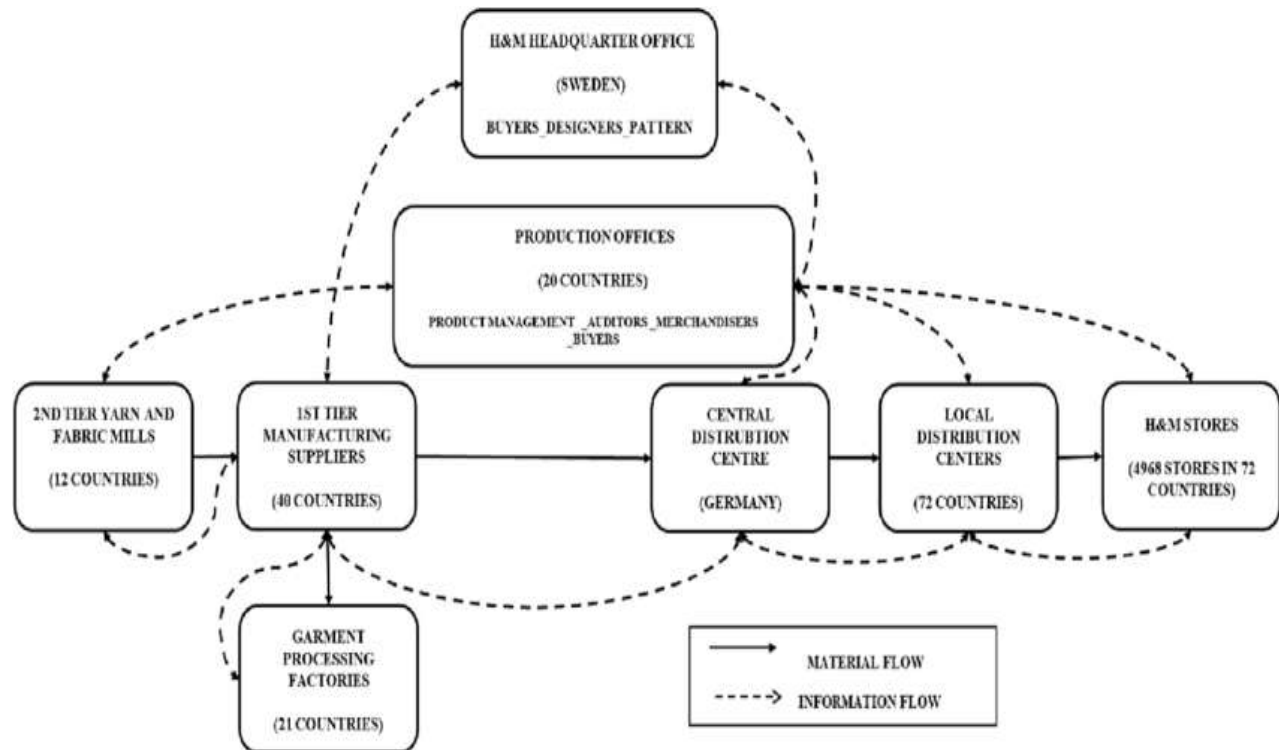 H&M HEADQUARTER OFFICE
(SWEDEN)
BUYERS_DESIGNERS_PATTERN
PRODUCTION OFFICES
(20 COUNTRIES)
PRODUCT MANAGEMENT _AUDITORS _MERCHANDISERS
_BUYERS
2ND TIER YARN AND
FABRIC MILLS
(12 COUNTRIES)
1ST TIER
MANUFACTURING
SUPPLIERS
(40 COUNTRIES)
CENTRAL
DISTRUBTION
CENTRE
(GERMANY)
LOCAL
DISTRIBUTION
CENTERS
(72 COUNTRIES)
H&M STORES
(4968 STORES IN 72
COUNTRIES)
GARMENT
PROCESSING
FACTORIES
(21 COUNTRIES)
MATERIAL FLOW
INFORMATION FLOW